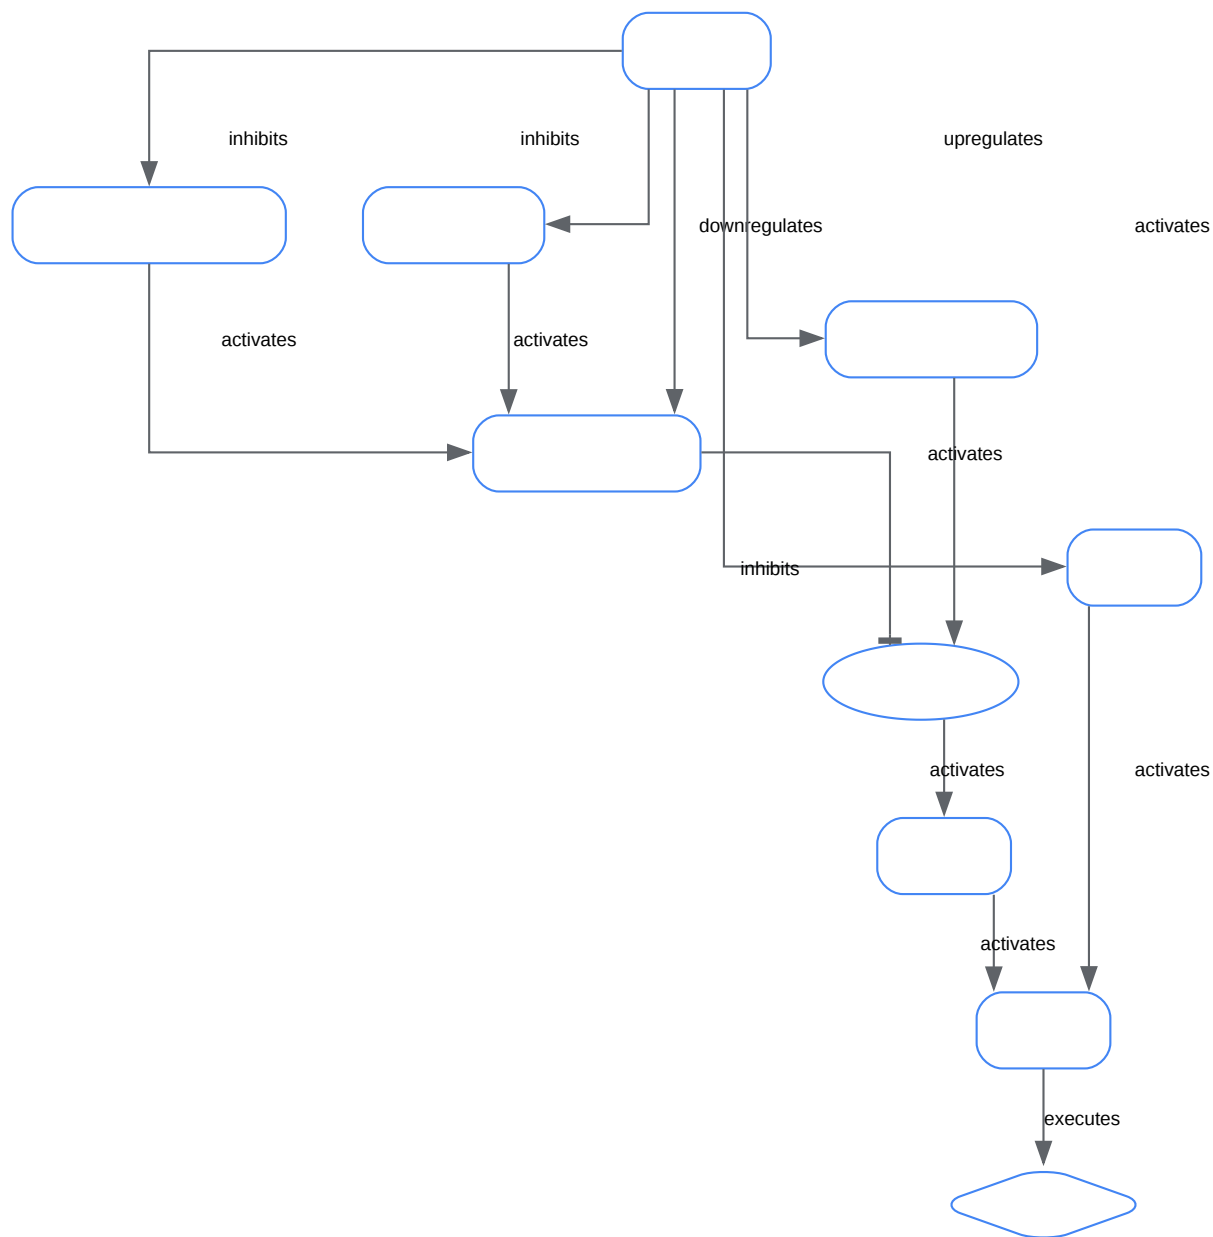 inhibits
inhibits
upregulates
downregulates
activates
activates
activates
activates
inhibits
activates
activates
activates
executes